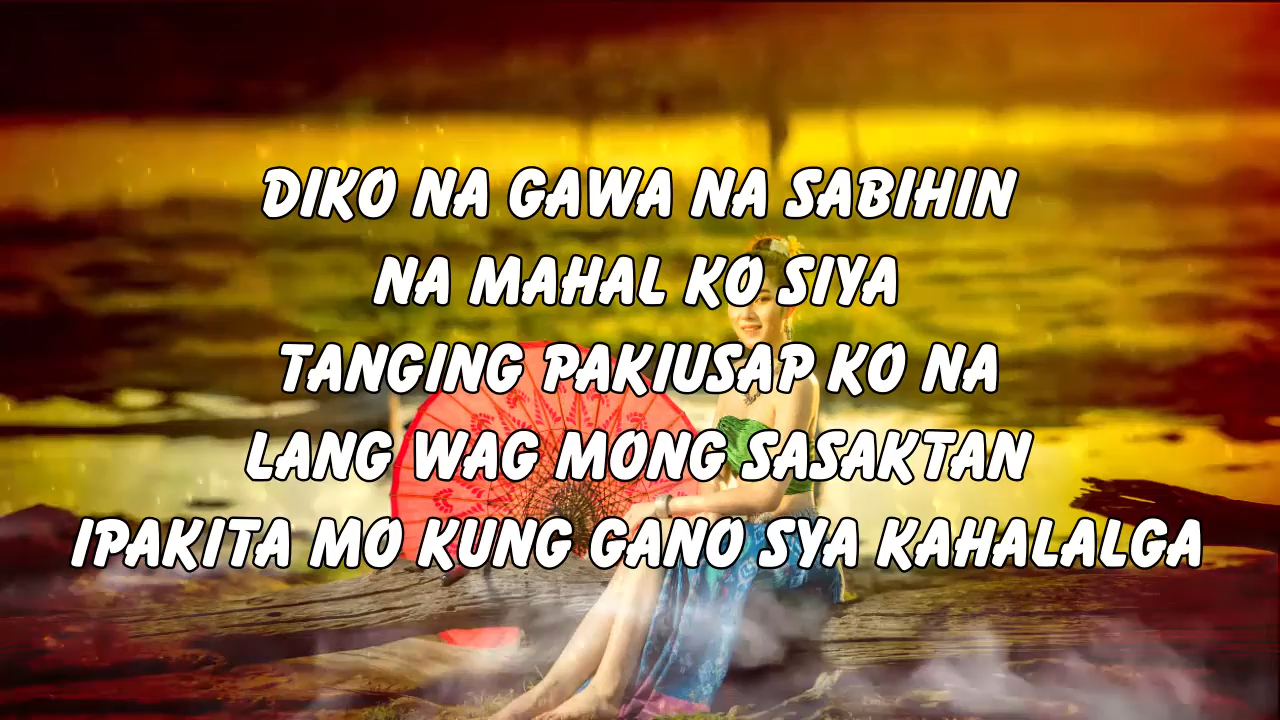 DIKO NA GAWA NA SABIHIN
NA MAHAL KO SIYA
TANGING PAKIUSAP KO NA
LANG WAG MONG SASAKTAN
IPAKITA MO KUNG GANO SYA KAHALALGA